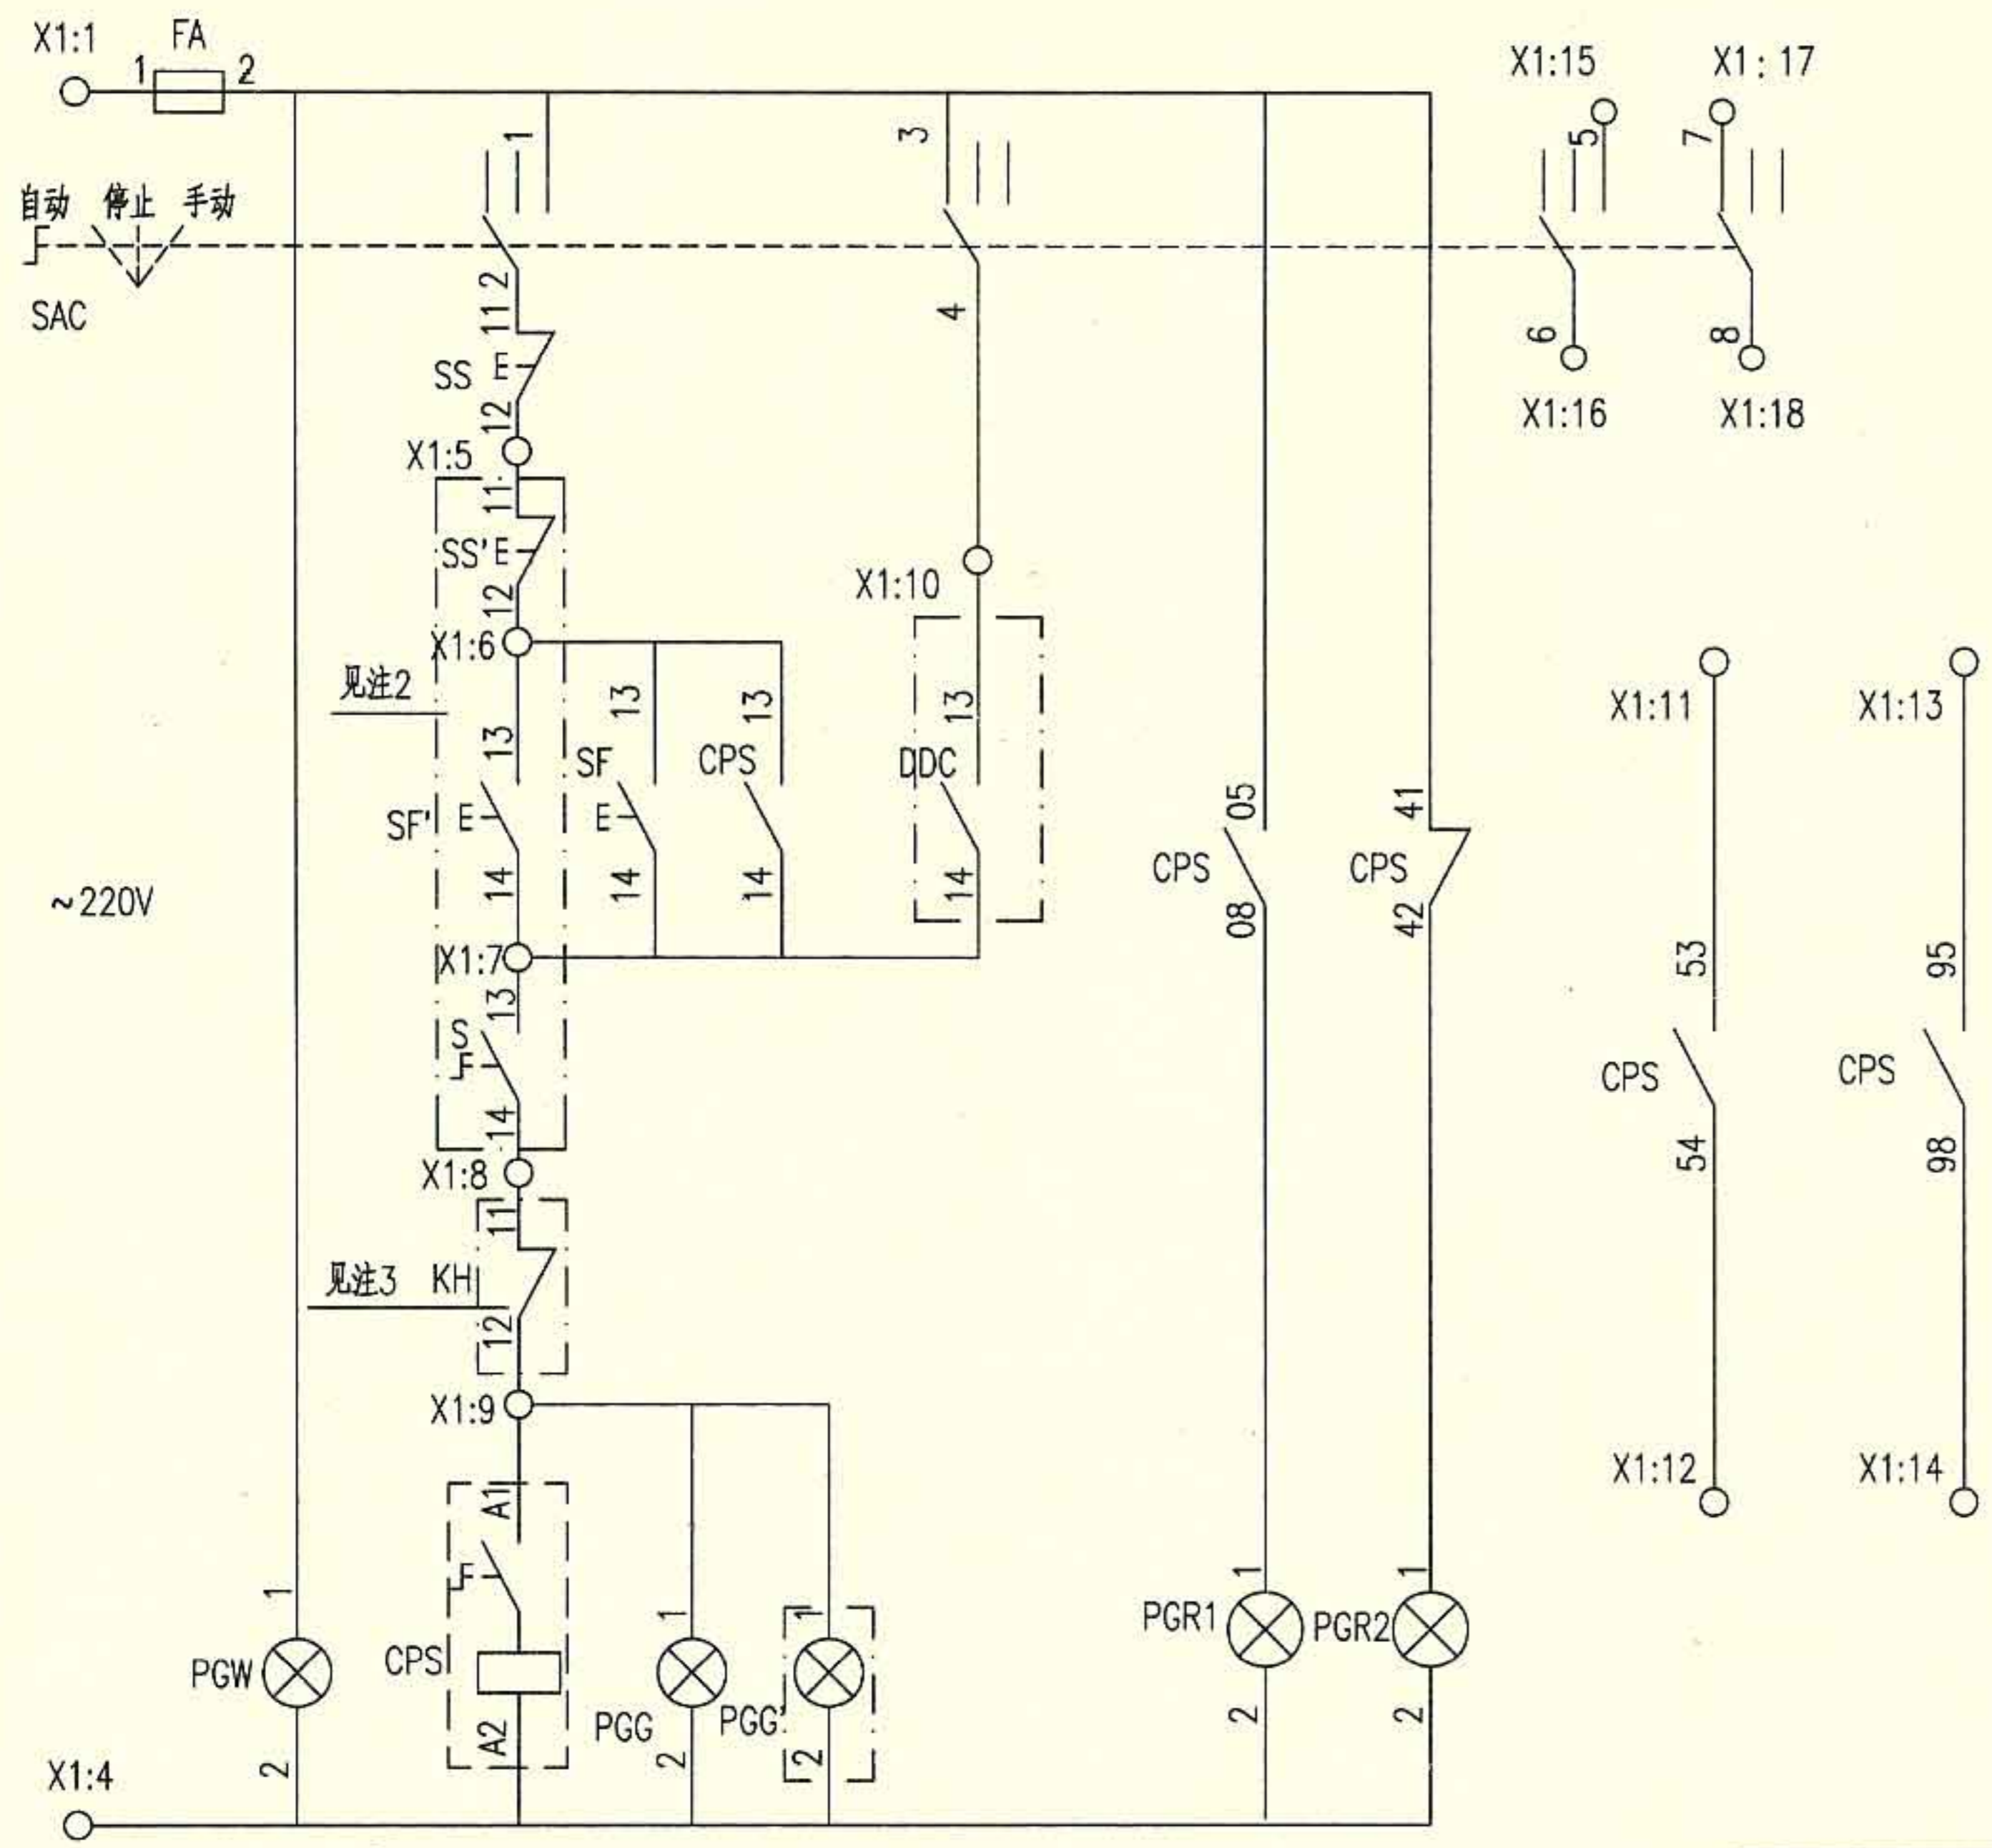 X1:1
FA
1
2
X1:15
X1:17
1
3
5
7
自动 停止 手动
SAC
2
11
4
6
8
X1:16
X1:18
SS E
12
X1:5
11
SS' E
12
X1:10
X1:6
X1:11
X1:13
见注2
13
13
13
13
SF
CPS
DDC
SF' E
E
05
41
CPS
CPS
~220V
14
14
14
14
08
42
X1:7
53
95
13
S
CPS
CPS
14
54
98
X1:8
11
见注3
KH
12
X1:9
X1:12
X1:14
A1
1
1
1
1
1
PGR1
PGR2
PGW
CPS
PGG
PGG'
A2
2
2
2
2
2
X1:4